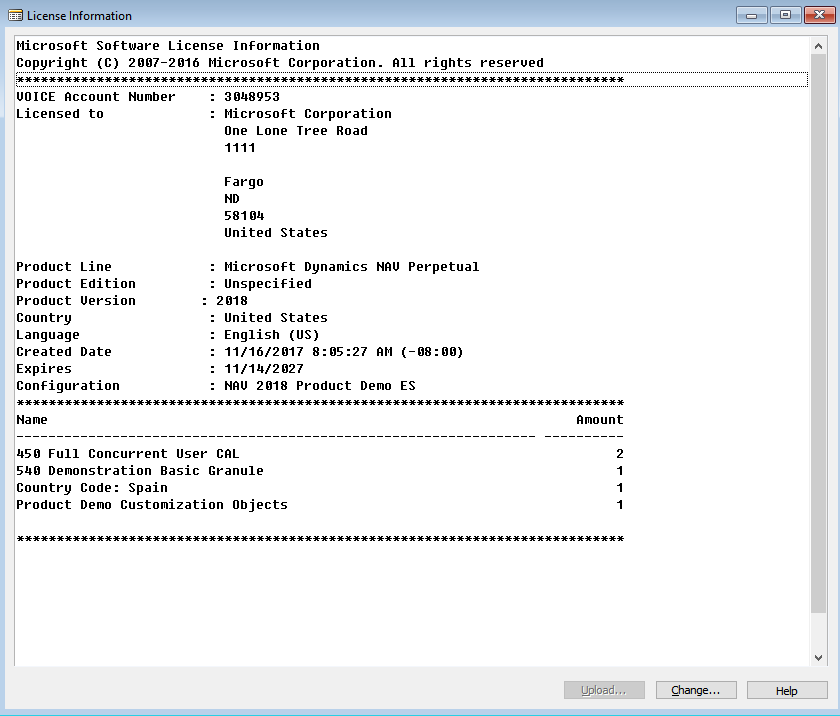 License Information
Microsoft Software License Information
Copyright (C) 2007-2016 Microsoft Corporation. All rights reserved
****************************************************************************
VOICE Account Number    : 3048953
Licensed to             : Microsoft Corporation
One Lone Tree Road
1111
Fargo
ND
58104
United States
Product Line            : Microsoft Dynamics NAV Perpetual
Product Edition         : Unspecified
Product Version        : 2018
Country                 : United States
Language                : English (US)
Created Date            : 11/16/2017 8:05:27 AM (-08:00)
Expires                 : 11/14/2027
Configuration           : NAV 2018 Product Demo ES
****************************************************************************
Name                                                                  Amount
----------------------------------------------------------------- ----------
450 Full Concurrent User CAL                                               2
540 Demonstration Basic Granule                                            1
Country Code: Spain                                                        1
Product Demo Customization Objects                                         1
****************************************************************************
Upload... Change... Help